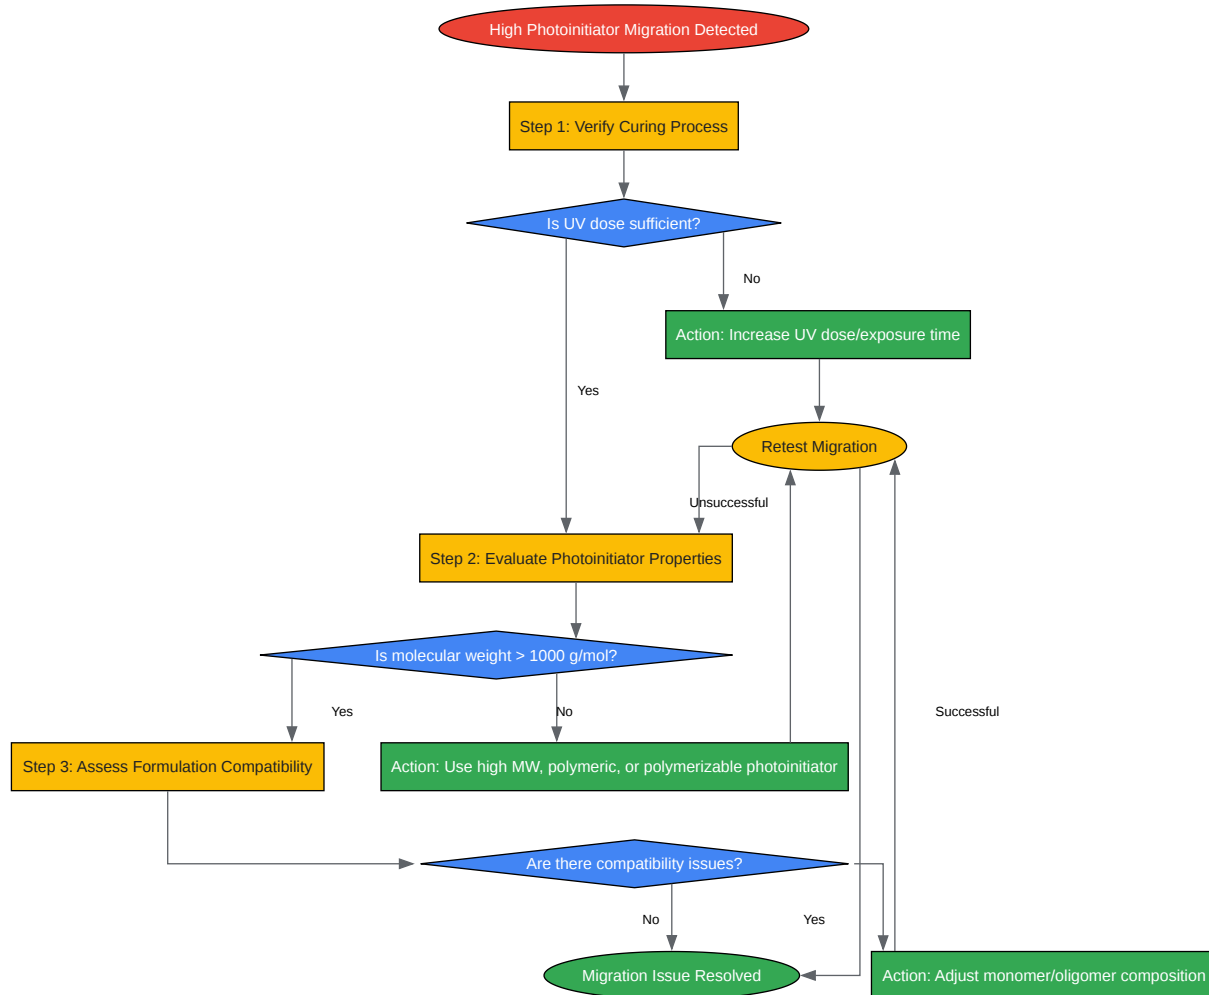 High Photoinitiator Migration Detected
Step 1: Verify Curing Process
Is UV dose sufficient?
No
Action: Increase UV dose/exposure time
Yes
Retest Migration
Unsuccessful
Step 2: Evaluate Photoinitiator Properties
Is molecular weight > 1000 g/mol?
Yes
No
Successful
Step 3: Assess Formulation Compatibility
Action: Use high MW, polymeric, or polymerizable photoinitiator
Are there compatibility issues?
No
Yes
Migration Issue Resolved
Action: Adjust monomer/oligomer composition